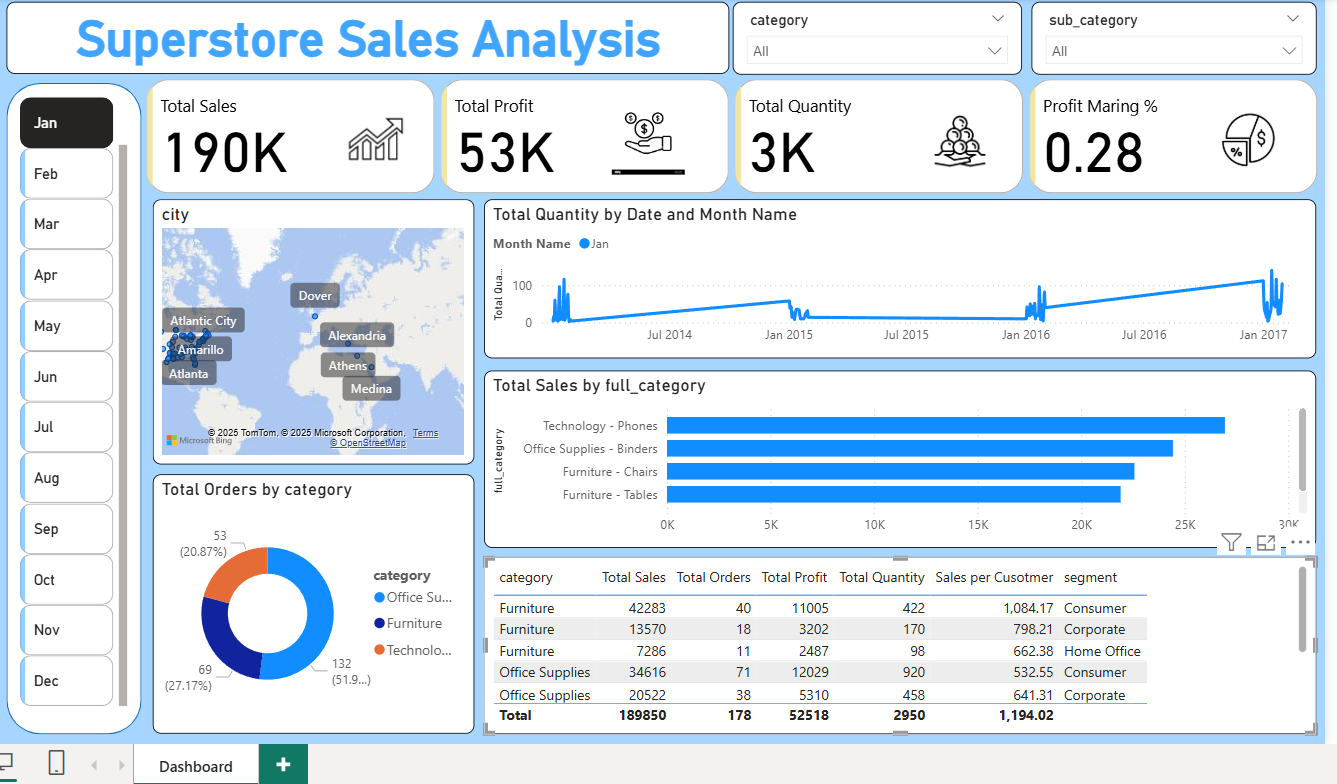 Superstore Sales Analysis
category
All
sub_category
All
Jan
Feb
Mar
Apr
May
Jun
Jul
Aug
Sep
Oct
Nov
Dec
Total Sales
190K
Total Profit
53K
Total Quantity
3K
Profit Maring %
0.28
city
Dover
Atlantic City
Alexandria
Amarillo
Athens
Atlanta
Medina
© 2025 TomTom, © 2025 Microsoft Corporation, Terms
Microsoft Bing
© OpenStreetMap
Total Quantity by Date and Month Name
Month Name Jan
Total Qua...
100
0
Jul 2014 Jan 2015 Jul 2015 Jan 2016 Jul 2016 Jan 2017
Total Sales by full_category
full_category
Technology - Phones
Office Supplies - Binders
Furniture - Chairs
Furniture - Tables
0K 5K 10K 15K 20K 25K 30K
Total Orders by category
53
(20.87%)
69
(27.17%)
132
(51.9...)
category
Office Su...
Furniture
Technolo...
category Total Sales Total Orders Total Profit Total Quantity Sales per Cusotmer segment
Furniture 42283 40 11005 422 1,084.17 Consumer
Furniture 13570 18 3202 170 798.21 Corporate
Furniture 7286 11 2487 98 662.38 Home Office
Office Supplies 34616 71 12029 920 532.55 Consumer
Office Supplies 20522 38 5310 458 641.31 Corporate
Total 189850 178 52518 2950 1,194.02
Dashboard